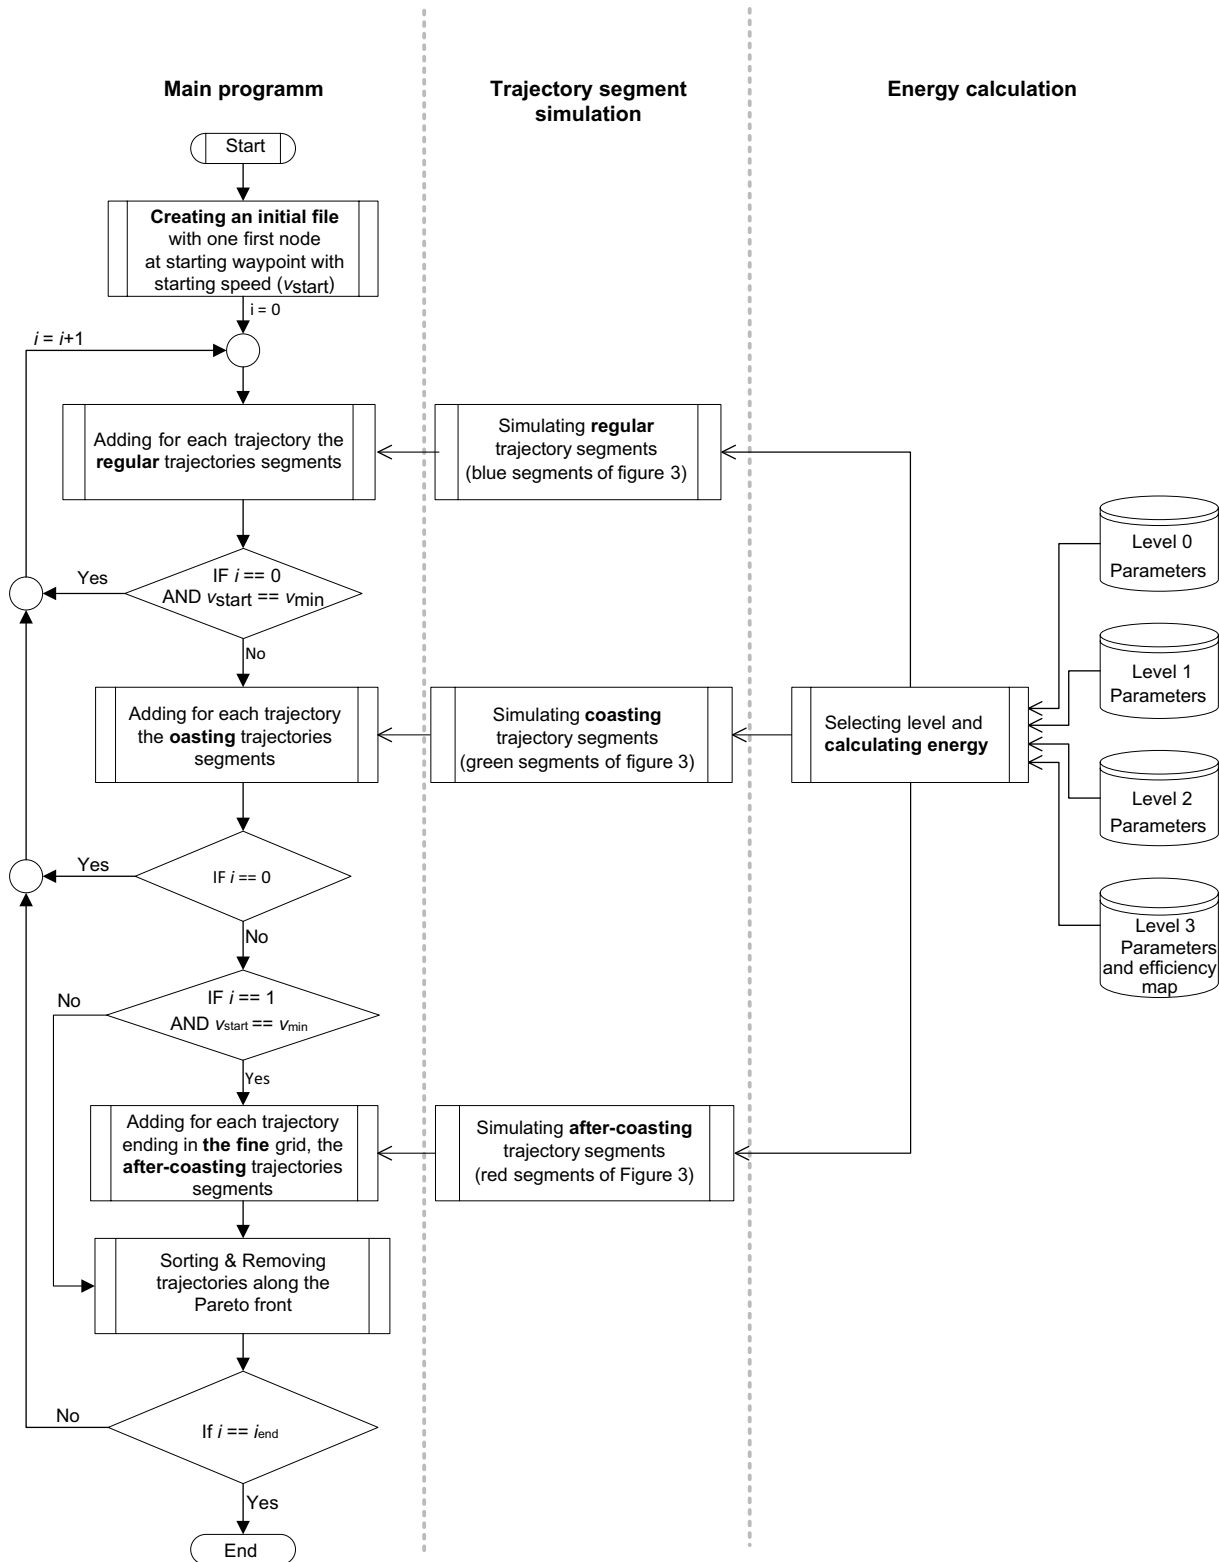 Main programm
Trajectory segment
simulation
Energy calculation
Start
Creating an initial file
with one first node
at starting waypoint with
starting speed (vstart)
i = 0
i = i+1
Adding for each trajectory the
regular trajectories segments
Simulating regular
trajectory segments
(blue segments of figure 3)
Level 0
Parameters
IF i == 0
AND vstart == vmin
Yes
No
Level 1
Parameters
Adding for each trajectory
the oasting trajectories
segments
Simulating coasting
trajectory segments
(green segments of figure 3)
Selecting level and
calculating energy
Level 2
Parameters
Yes
IF i == 0
No
Level 3
Parameters
and efficiency
map
No
IF i == 1
AND vstart == vmin
Yes
Adding for each trajectory
ending in the fine grid, the
after-coasting trajectories
segments
Simulating after-coasting
trajectory segments
(red segments of Figure 3)
Sorting & Removing
trajectories along the
Pareto front
No
If i == iend
Yes
End